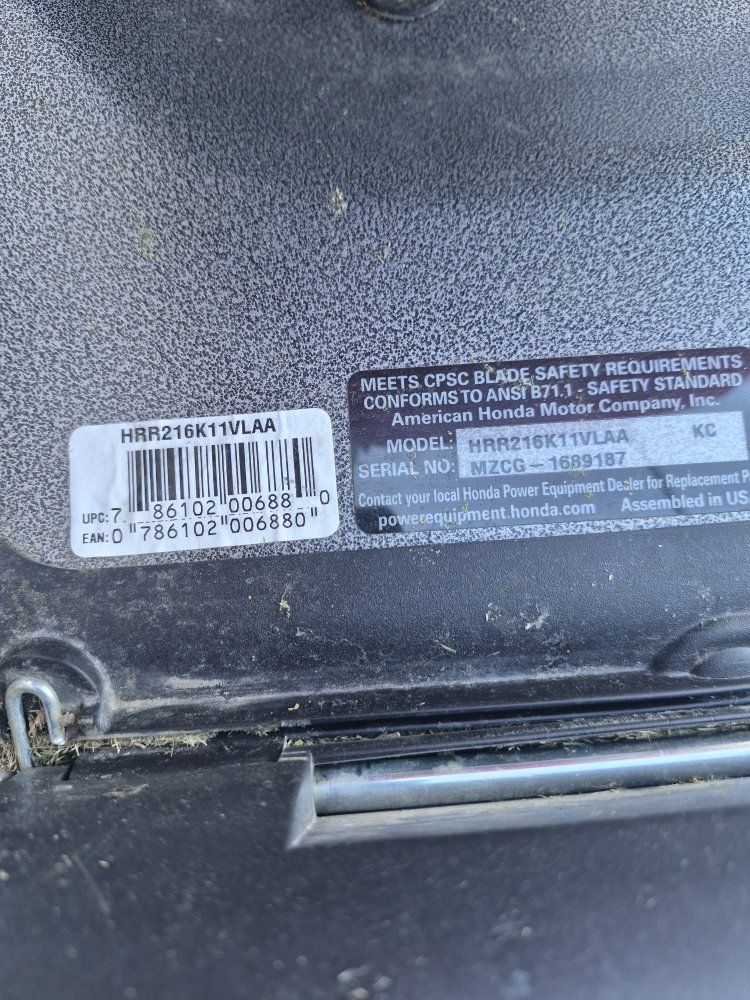 HRR216K11VLAA
UPC: 7 86102 00688 0
EAN: 0 786102 006880
MEETS CPSC BLADE SAFETY REQUIREMENTS
CONFORMS TO ANSI B71.1 - SAFETY STANDARD
American Honda Motor Company, Inc.
MODEL: HRR216K11VLAA KC
SERIAL NO: MZCG - 1689187
Contact your local Honda Power Equipment Dealer for Replacement P
powerequipment.honda.com Assembled in US